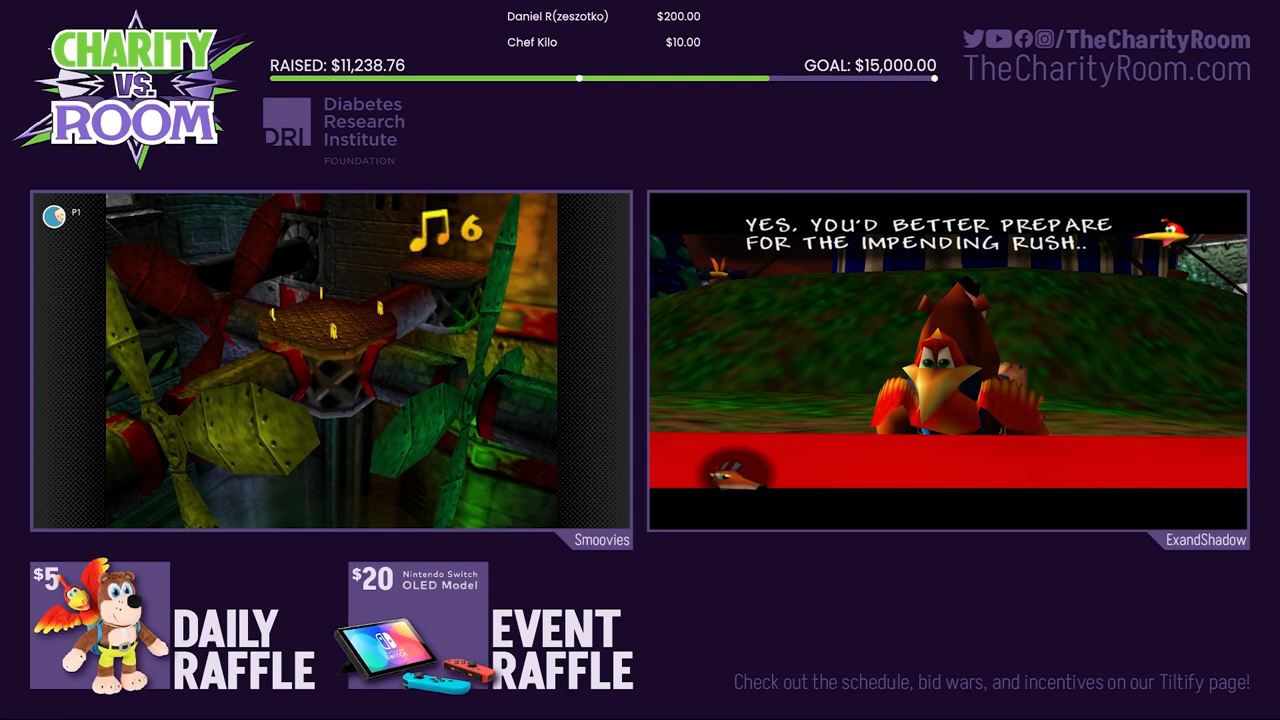 CHARITY
VS.
ROOM
Daniel R(zeszotko) $200.00
Chef Kilo $10.00
RAISED: $11,238.76 GOAL: $15,000.00
/TheCharityRoom
TheCharityRoom.com
DRI
Diabetes
Research
Institute
FOUNDATION
P1
6
YES, YOU'D BETTER PREPARE
FOR THE IMPENDING RUSH..
Smoovies
ExandShadow
$5
DAILY
RAFFLE
$20 Nintendo Switch
OLED Model
EVENT
RAFFLE
Check out the schedule, bid wars, and incentives on our Tiltify page!